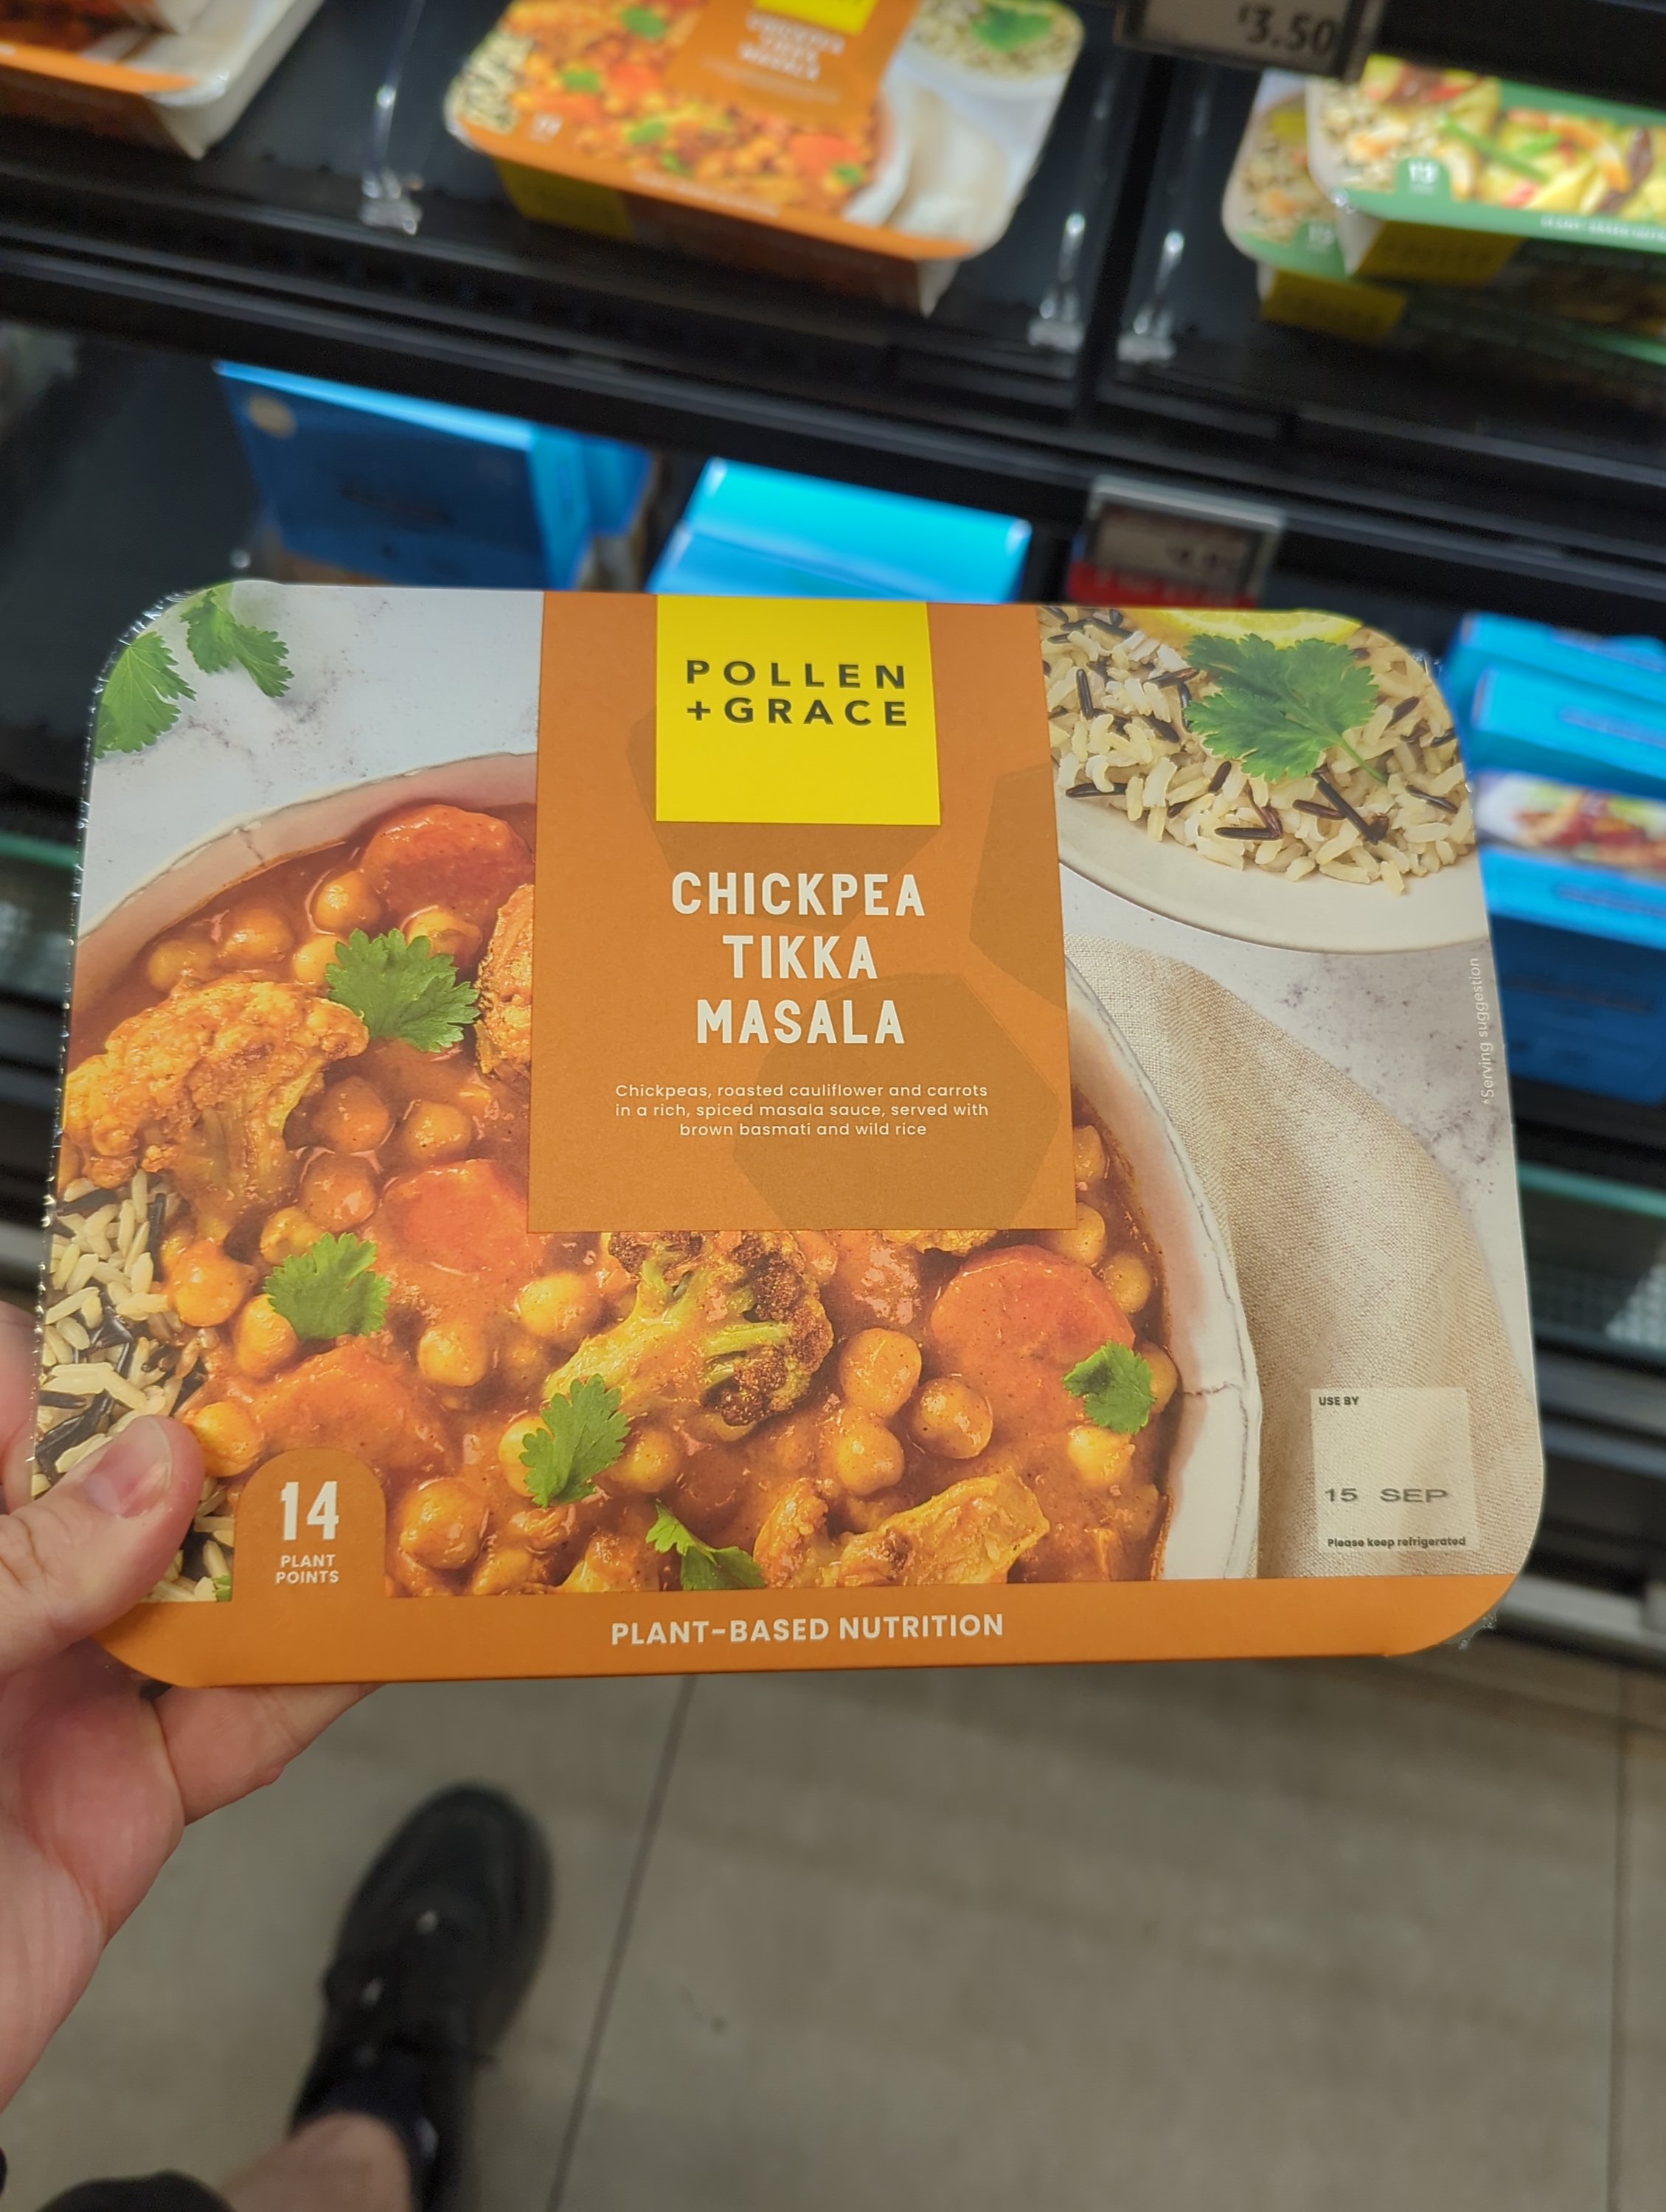 £3.50
POLLEN
+GRACE
CHICKPEA
TIKKA
MASALA
Chickpeas, roasted cauliflower and carrots
in a rich, spiced masala sauce, served with
brown basmati and wild rice
*Serving suggestion
USE BY
15 SEP
Please keep refrigerated
14
PLANT
POINTS
PLANT-BASED NUTRITION